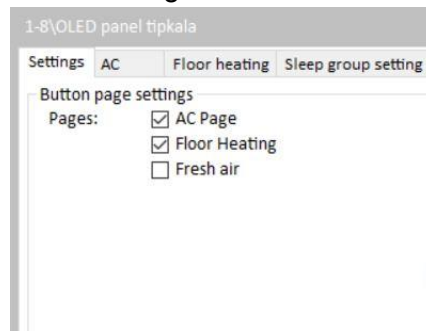 1-8\OLED panel tipkala
Settings AC Floor heating Sleep group setting
Button page settings
Pages: AC Page
Floor Heating
Fresh air